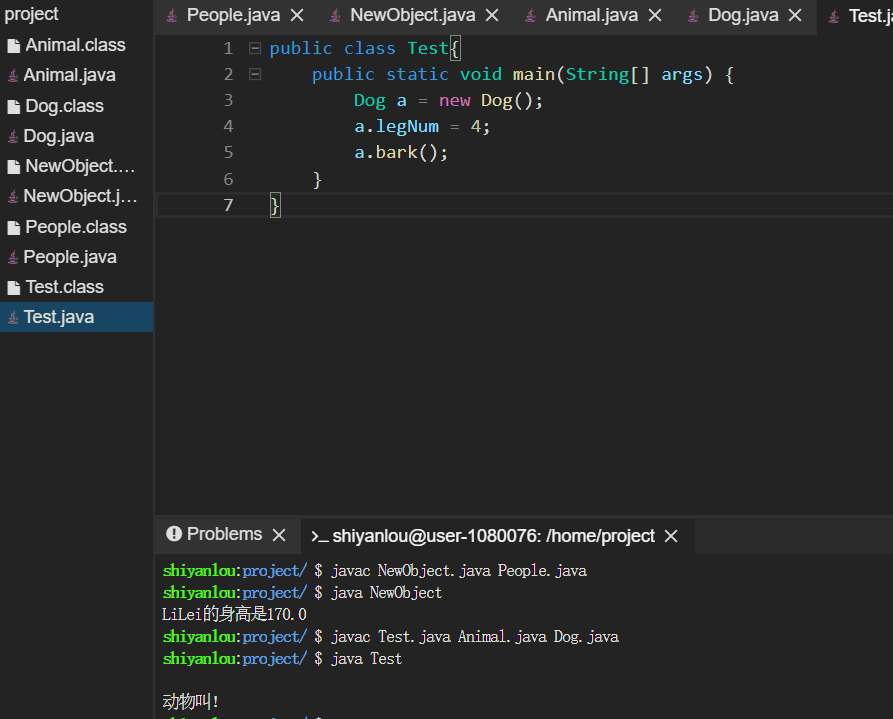 project
Animal.class
Animal.java
Dog.class
Dog.java
NewObject.…
NewObject.j…
People.class
People.java
Test.class
Test.java
People.java NewObject.java Animal.java Dog.java Test.ja
1 public class Test{
2 public static void main(String[] args) {
3 Dog a = new Dog();
4 a.legNum = 4;
5 a.bark();
6 }
7 }
Problems >_ shiyanlou@user-1080076: /home/project
shiyanlou:project/ $ javac NewObject.java People.java
shiyanlou:project/ $ java NewObject
LiLei的身高是170.0
shiyanlou:project/ $ javac Test.java Animal.java Dog.java
shiyanlou:project/ $ java Test
动物叫!